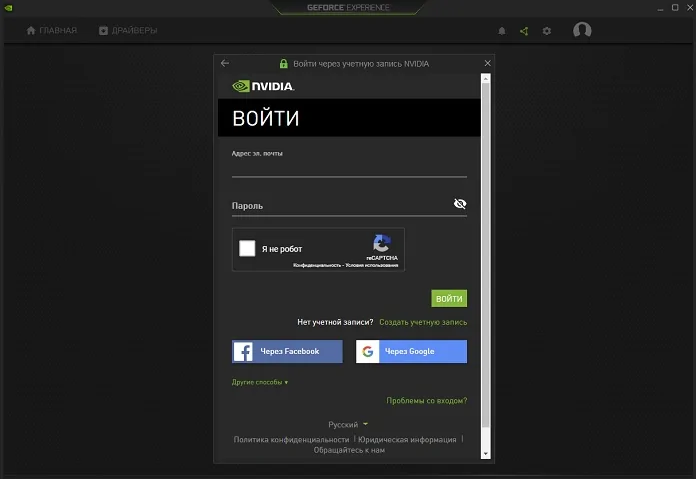 GEFORCE EXPERIENCE
ГЛАВНАЯ ДРАЙВЕРЫ
Войти через учетную запись NVIDIA
NVIDIA.
ВОЙТИ
Адрес эл. почты
Пароль
Я не робот
reCAPTCHA
Конфиденциальность - Условия использования
ВОЙТИ
Нет учетной записи? Создать учетную запись
Через Facebook Через Google
Другие способы ▾
Проблемы со входом?
Русский
Политика конфиденциальности | Юридическая информация |
Обращайтесь к нам